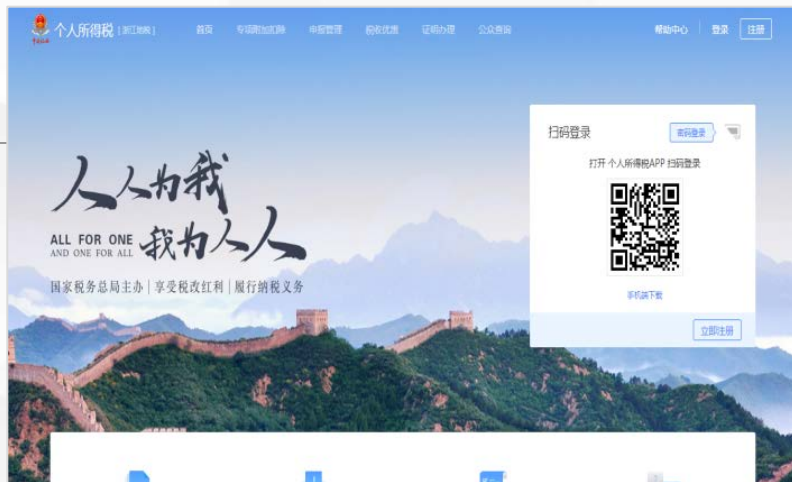 个人所得税 [浙江地税] 首页 专项附加扣除 申报管理 税收优惠 证明办理 公众查询 帮助中心 登录 注册
扫码登录 密码登录
打开 个人所得税APP 扫码登录
人人为我
ALL FOR ONE
AND ONE FOR ALL
我为人人
国家税务总局主办 | 享受税改红利 | 履行纳税义务
手机端下载
立即注册